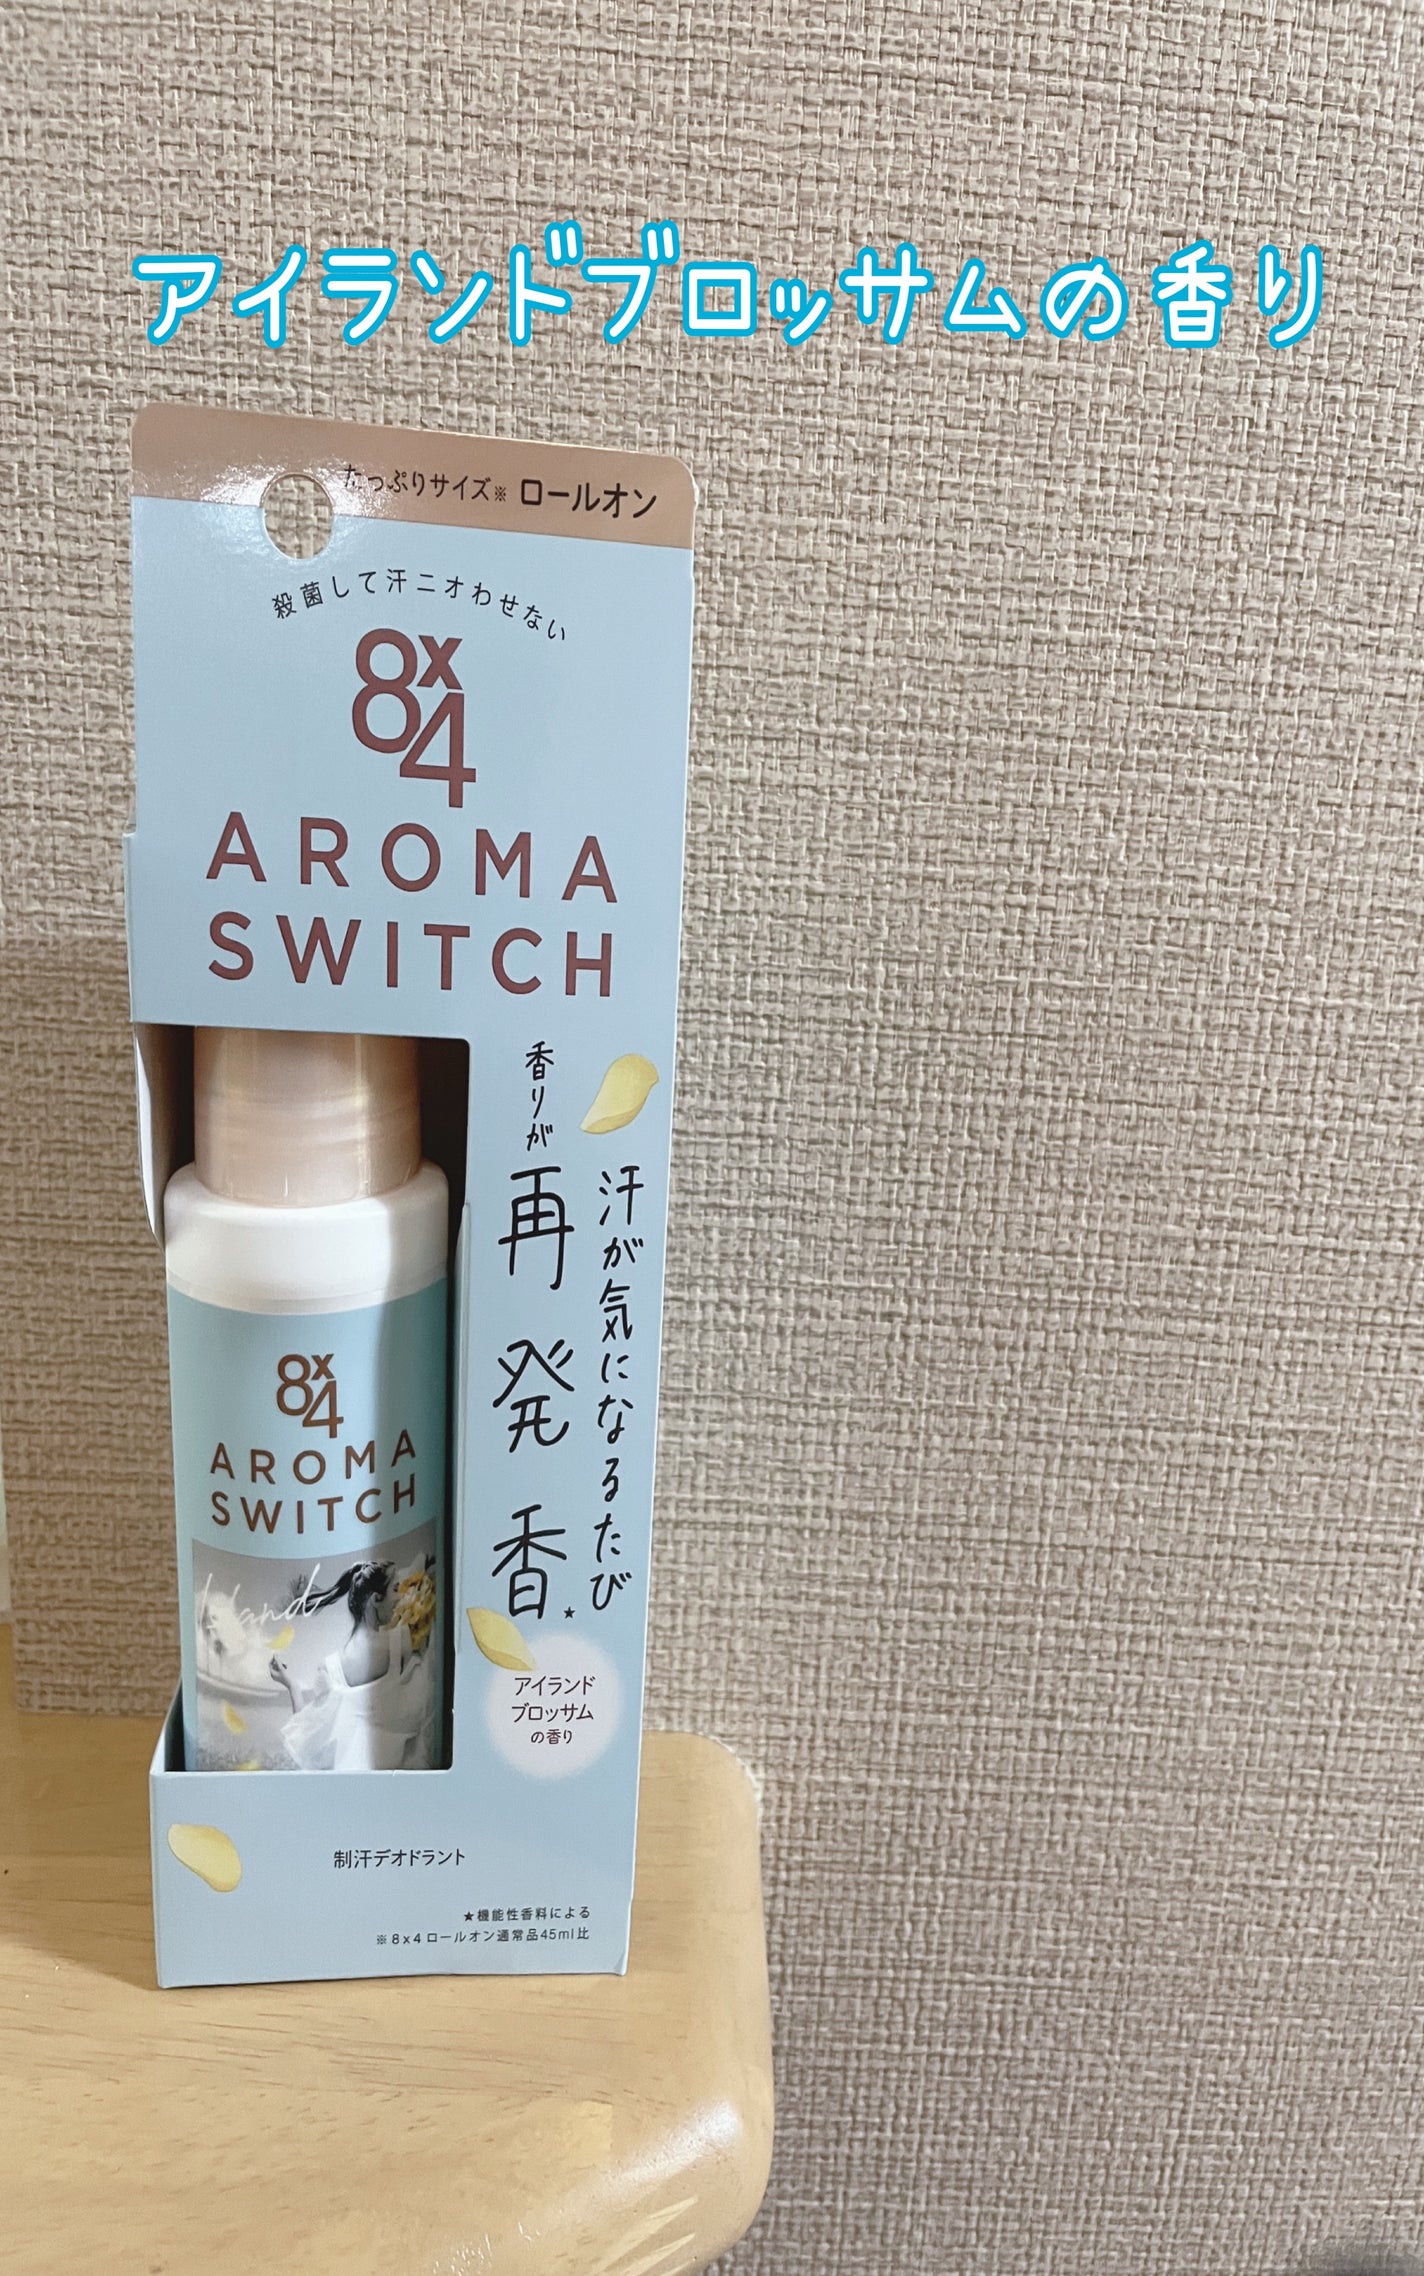 アイランドブロッサムの香り
たっぷりサイズ※ ロールオン
殺菌して汗ニオわせない
8x4
AROMA
SWITCH
汗が気になるたび
香りが再発香★
アイランド
ブロッサム
の香り
8x4
AROMA
SWITCH
Island
制汗デオドラント
★機能性香料による
※8x4ロールオン通常品45ml比